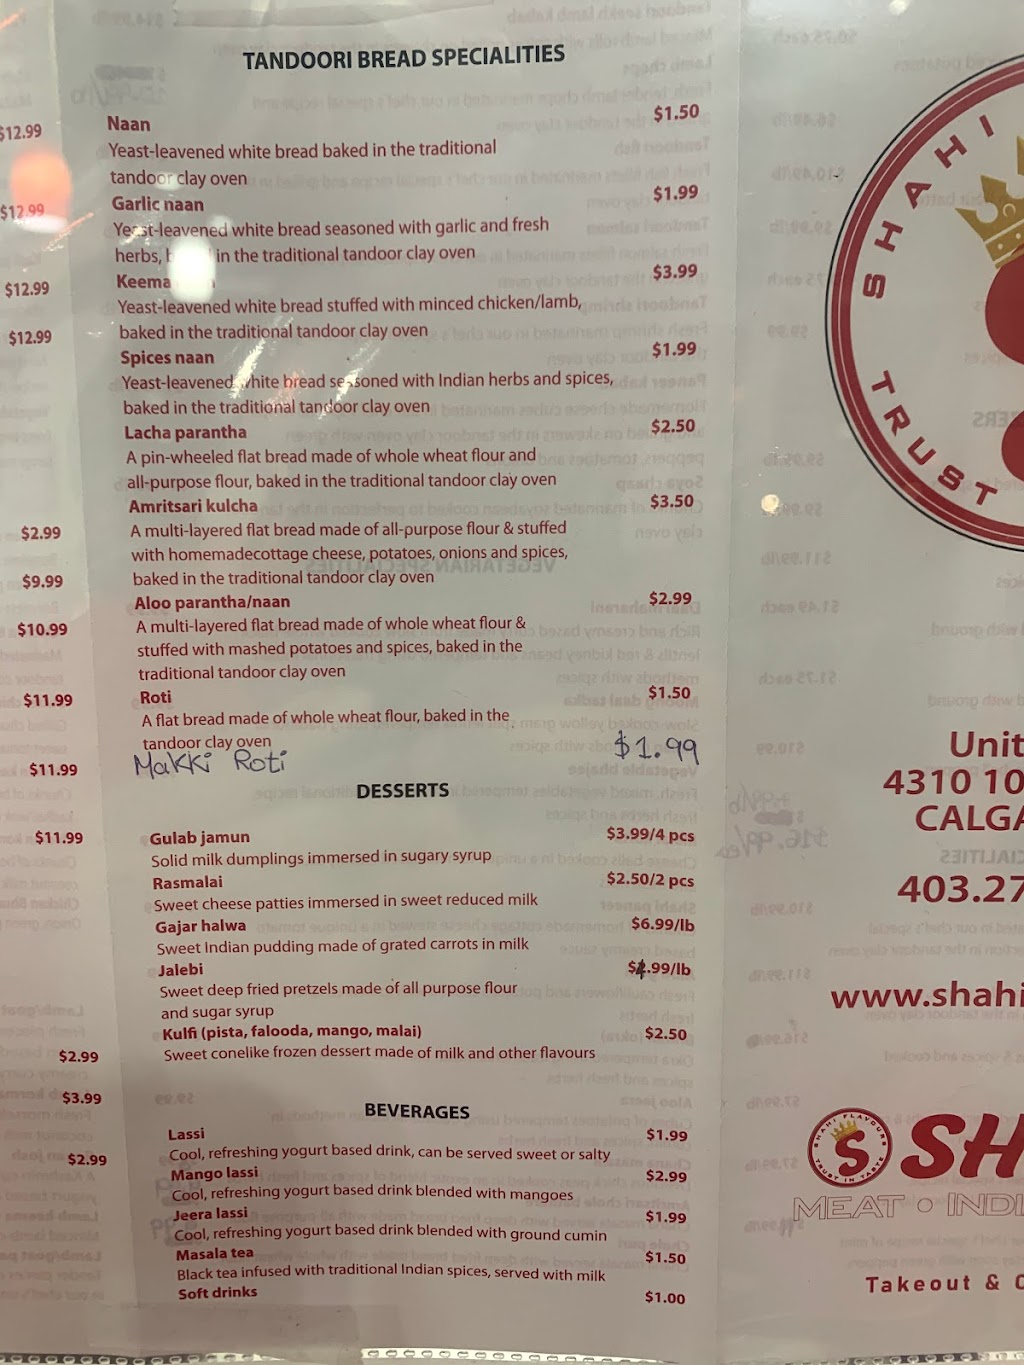 $12.99
$12.99
$12.99
$12.99
$2.99
$9.99
$10.99
$11.99
$11.99
$11.99
$2.99
$3.99
$2.99
TANDOORI BREAD SPECIALITIES
Naan $1.50
Yeast-leavened white bread baked in the traditional
tandoor clay oven
Garlic naan $1.99
Yeast-leavened white bread seasoned with garlic and fresh
herbs, in the traditional tandoor clay oven
Keema $3.99
Yeast-leavened white bread stuffed with minced chicken/lamb,
baked in the traditional tandoor clay oven
Spices naan $1.99
Yeast-leavened white bread seasoned with Indian herbs and spices,
baked in the traditional tandoor clay oven
Lacha parantha $2.50
A pin-wheeled flat bread made of whole wheat flour and
all-purpose flour, baked in the traditional tandoor clay oven
Amritsari kulcha $3.50
A multi-layered flat bread made of all-purpose flour & stuffed
with homemadecottage cheese, potatoes, onions and spices,
baked in the traditional tandoor clay oven
Aloo parantha/naan $2.99
A multi-layered flat bread made of whole wheat flour &
stuffed with mashed potatoes and spices, baked in the
traditional tandoor clay oven
Roti $1.50
A flat bread made of whole wheat flour, baked in the
tandoor clay oven
Makki Roti $1.99
DESSERTS
Gulab jamun $3.99/4 pcs
Solid milk dumplings immersed in sugary syrup
Rasmalai $2.50/2 pcs
Sweet cheese patties immersed in sweet reduced milk
Gajar halwa $6.99/lb
Sweet Indian pudding made of grated carrots in milk
Jalebi $4.99/lb
Sweet deep fried pretzels made of all purpose flour
and sugar syrup
Kulfi (pista, falooda, mango, malai) $2.50
Sweet conelike frozen dessert made of milk and other flavours
BEVERAGES
Lassi $1.99
Cool, refreshing yogurt based drink, can be served sweet or salty
Mango lassi $2.99
Cool, refreshing yogurt based drink blended with mangoes
Jeera lassi $1.99
Cool, refreshing yogurt based drink blended with ground cumin
Masala tea $1.50
Black tea infused with traditional Indian spices, served with milk
Soft drinks $1.00
SHAHI
TRUST
Unit
4310 10
CALGA
403.27
www.shahi
SHAHI FLAVOURS
TRUST IN TASTE
S
SH
MEAT • INDI
Takeout & C